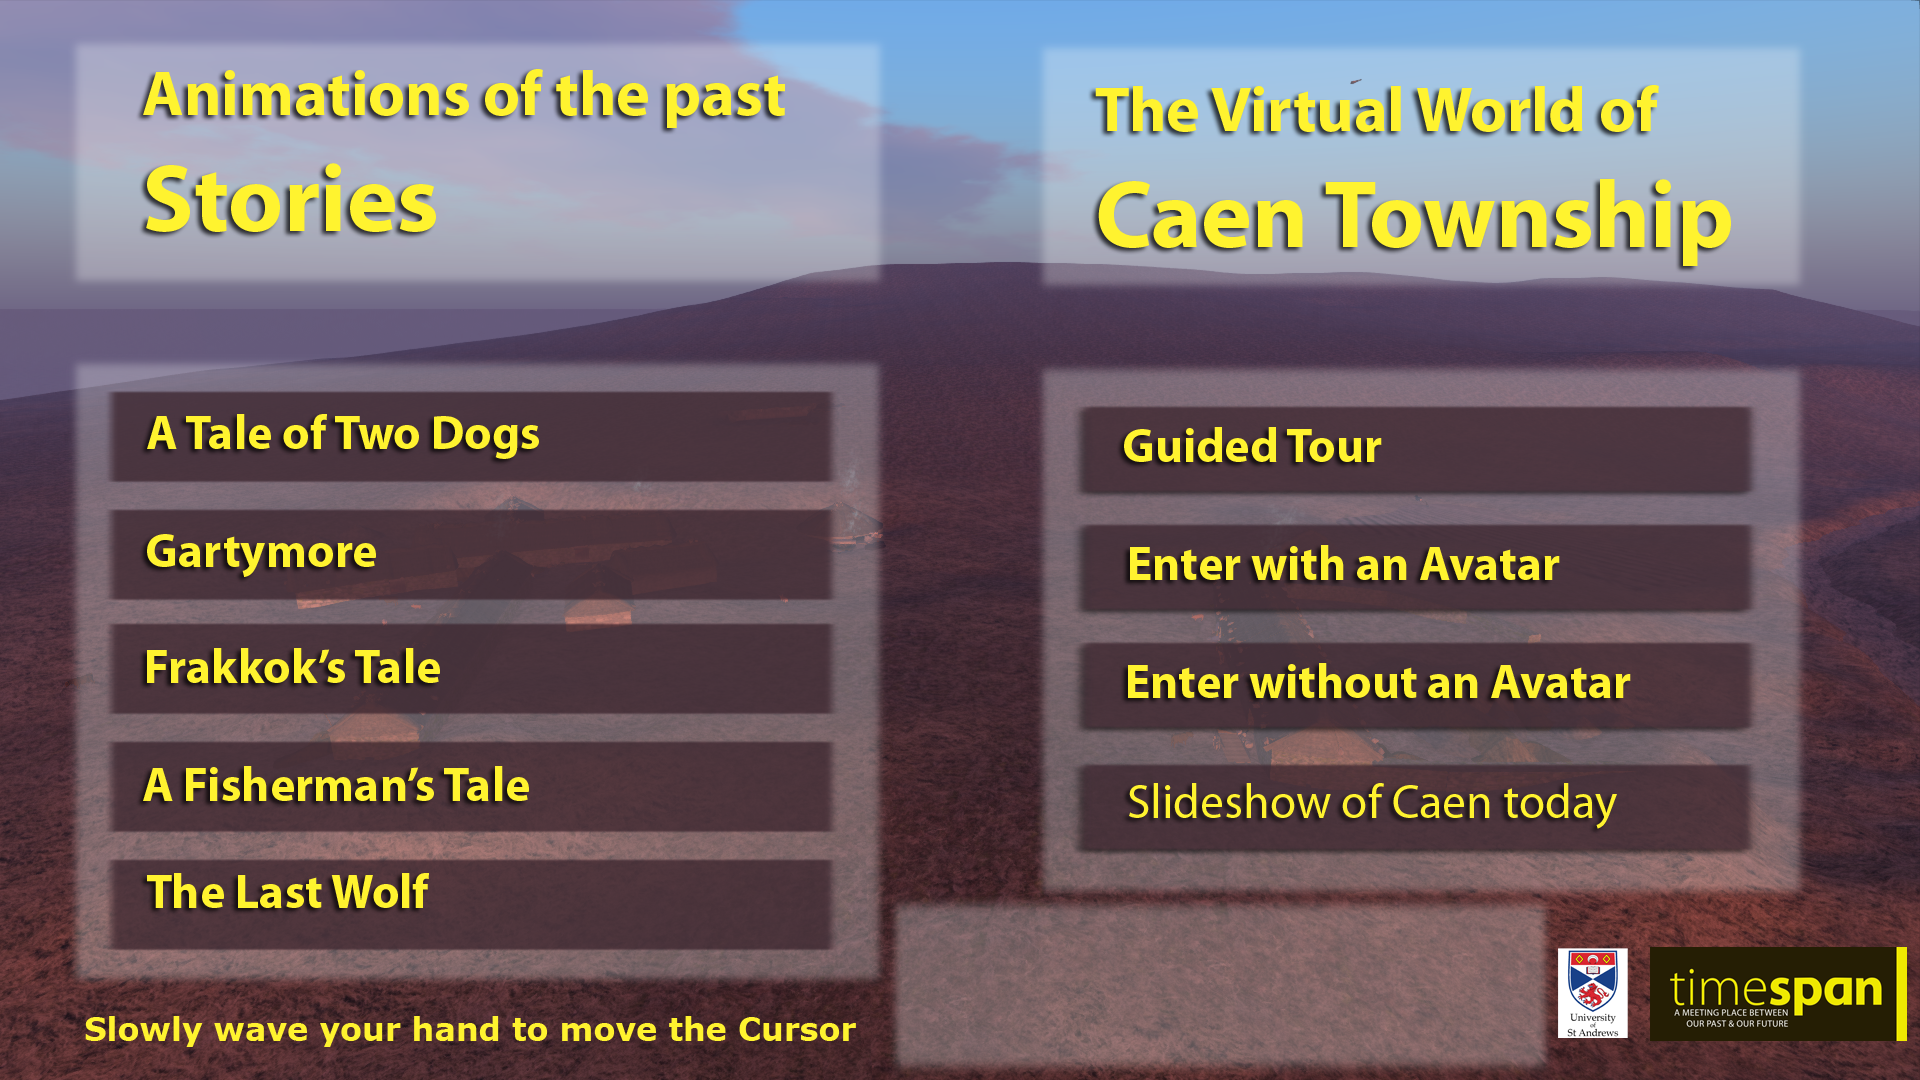 Animations of the past
Stories
A Tale of Two Dogs
Gartymore
Frakkok’s Tale
A Fisherman’s Tale
The Last Wolf
Slowly wave your hand to move the Cursor
The Virtual World of
Caen Township
Guided Tour
Enter with an Avatar
Enter without an Avatar
Slideshow of Caen today
University
of
St Andrews
timespan
A MEETING PLACE BETWEEN
OUR PAST & OUR FUTURE